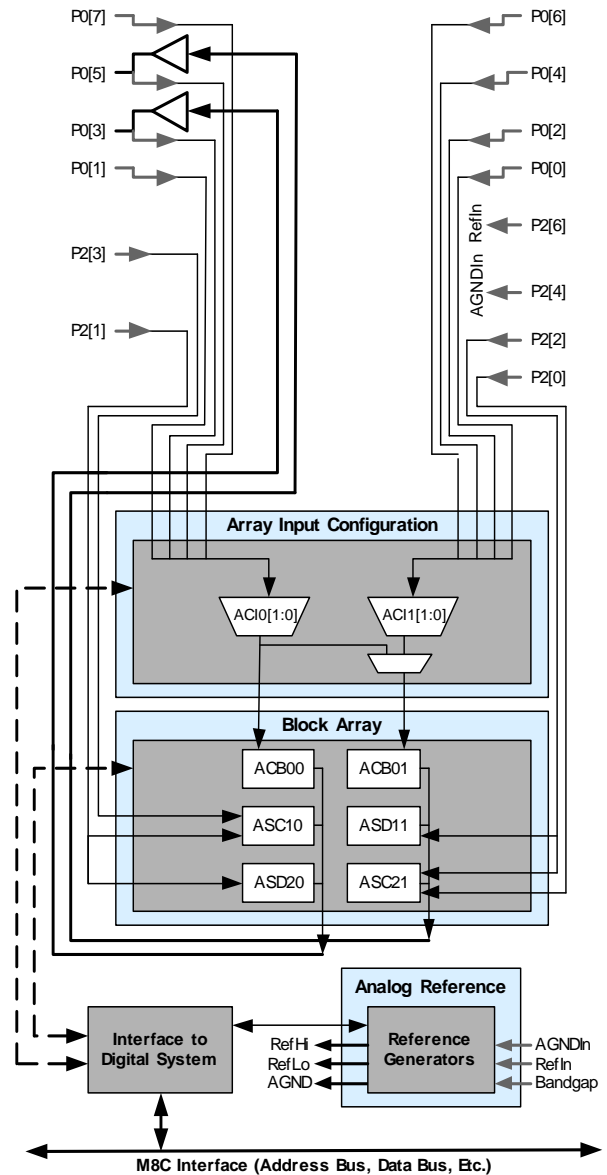 P0[7]
P0[6]
P0[5]
P0[4]
P0[3]
P0[2]
P0[1]
P0[0]
AGNDIn RefIn
P2[6]
P2[3]
P2[4]
P2[1]
P2[2]
P2[0]
Array Input Configuration
ACI0[1:0]
ACI1[1:0]
Block Array
ACB00
ACB01
ASC10
ASD11
ASD20
ASC21
Analog Reference
Interface to
Digital System
RefHi
RefLo
AGND
Reference
Generators
AGNDIn
RefIn
Bandgap
M8C Interface (Address Bus, Data Bus, Etc.)